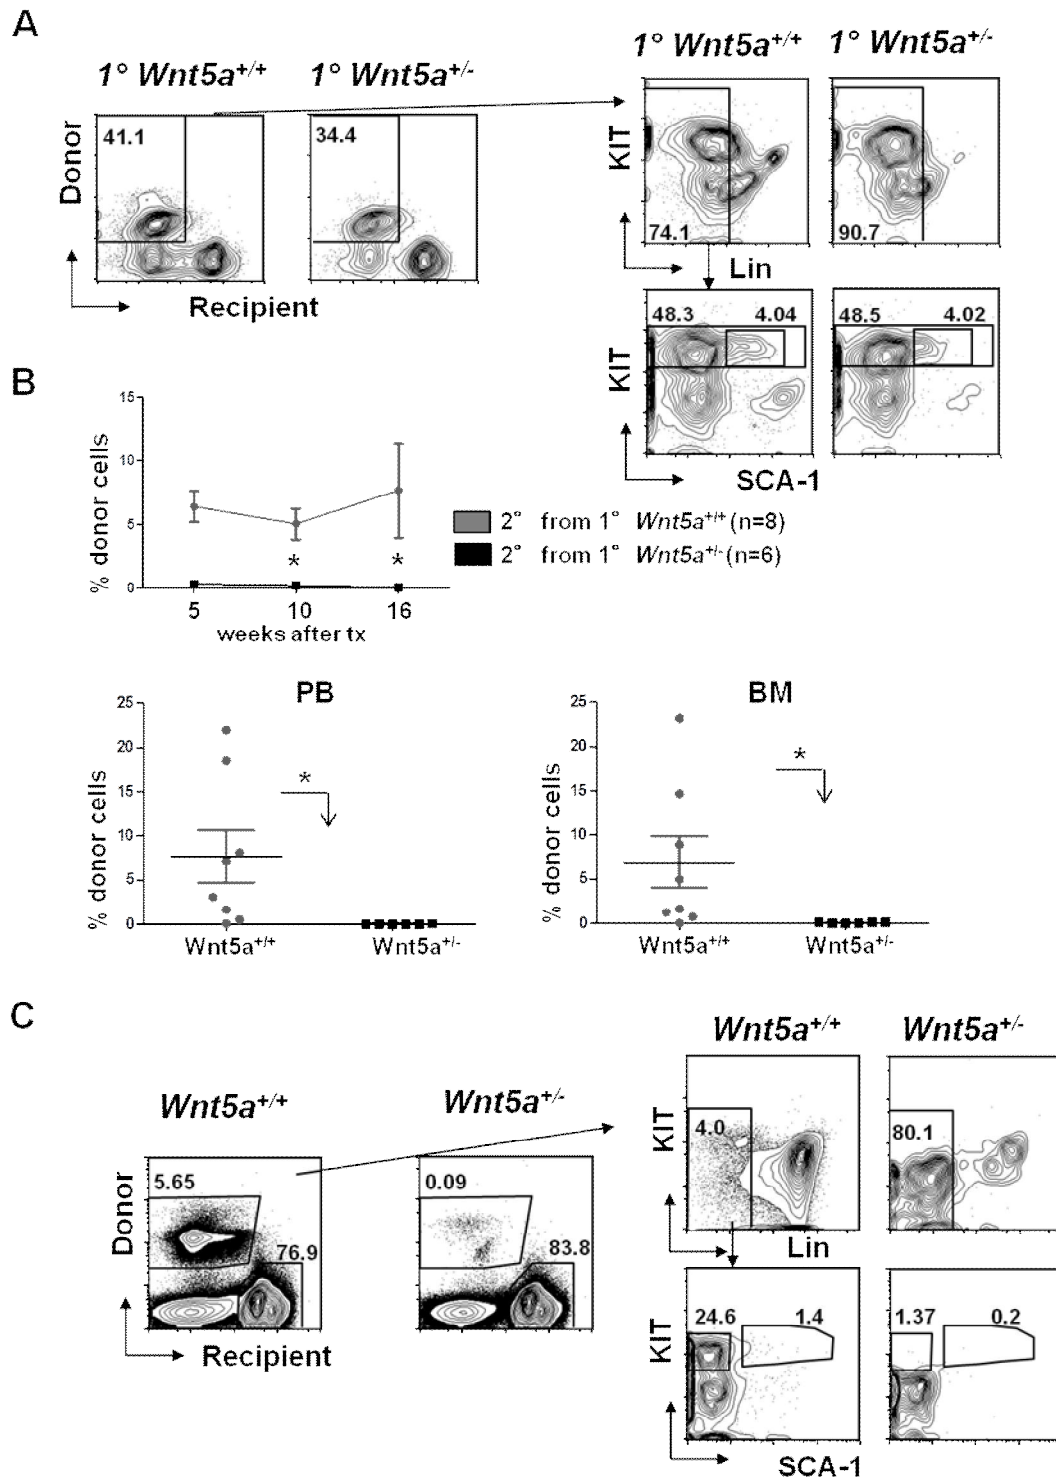 A
1° Wnt5a+/+
1° Wnt5a+/-
1° Wnt5a+/+
1° Wnt5a+/-
Donor
41.1
34.4
Recipient
KIT
74.1
90.7
Lin
KIT
48.3
4.04
48.5
4.02
SCA-1
B
% donor cells
15
10
5
0
*
*
5
10
16
weeks after tx
2° from 1° Wnt5a+/+ (n=8)
2° from 1° Wnt5a+/- (n=6)
PB
% donor cells
25
20
15
10
5
0
*
Wnt5a+/+
Wnt5a+/-
BM
% donor cells
25
20
15
10
5
0
*
Wnt5a+/+
Wnt5a+/-
C
Wnt5a+/+
Wnt5a+/-
Wnt5a+/+
Wnt5a+/-
Donor
5.65
76.9
0.09
83.8
Recipient
KIT
4.0
80.1
Lin
KIT
24.6
1.4
1.37
0.2
SCA-1